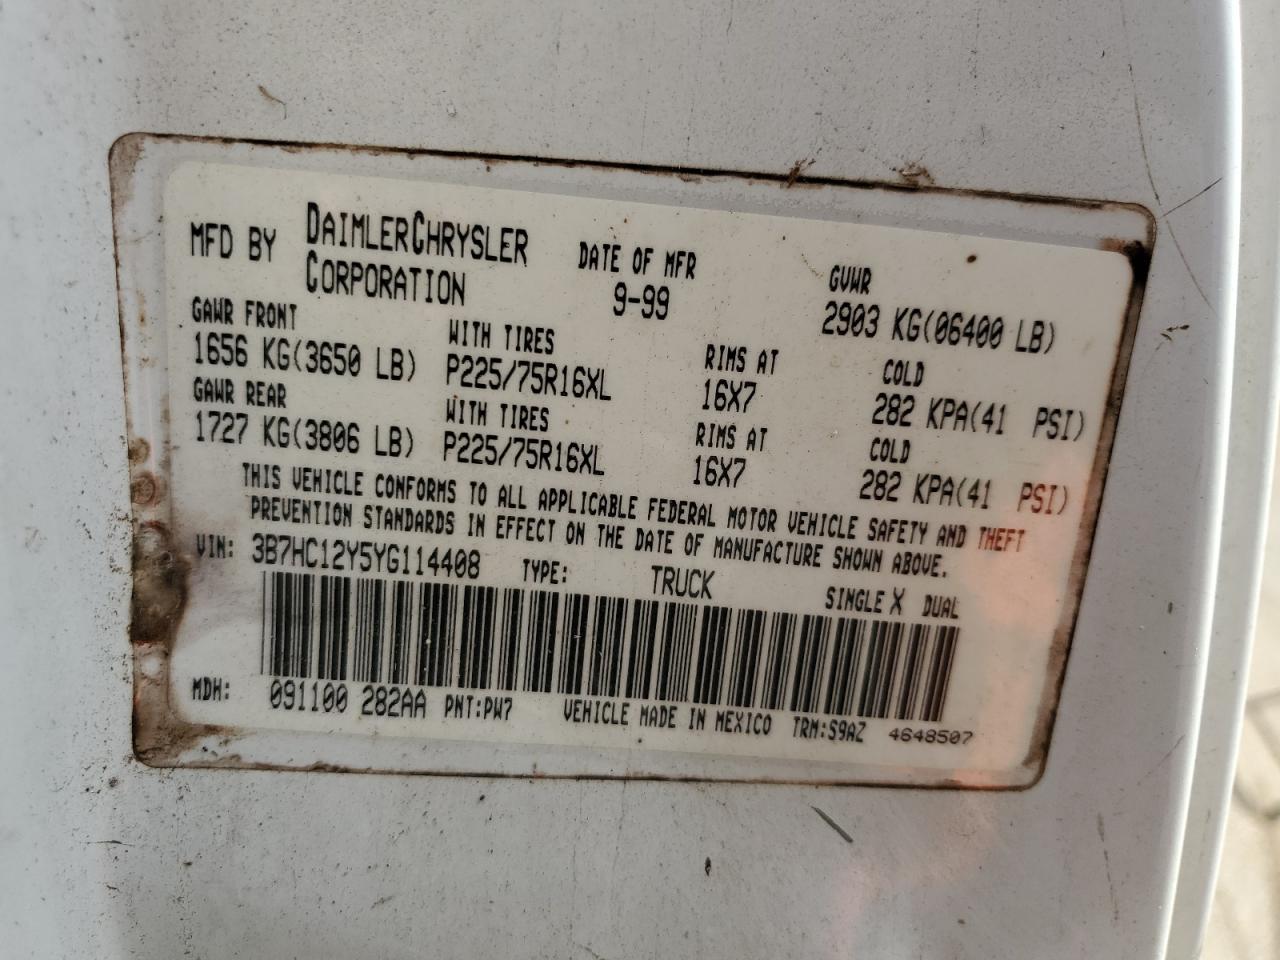 MFD BY DAIMLERCHRYSLER CORPORATION DATE OF MFR 9-99 GVWR 2903 KG(06400 LB)
GAWR FRONT WITH TIRES RIMS AT COLD
1656 KG(3650 LB) P225/75R16XL 16X7 282 KPA(41 PSI)
GAWR REAR WITH TIRES RIMS AT COLD
1727 KG(3806 LB) P225/75R16XL 16X7 282 KPA(41 PSI)
THIS VEHICLE CONFORMS TO ALL APPLICABLE FEDERAL MOTOR VEHICLE SAFETY AND THEFT
PREVENTION STANDARDS IN EFFECT ON THE DATE OF MANUFACTURE SHOWN ABOVE.
VIN: 3B7HC12Y5YG114408 TYPE: TRUCK SINGLE X DUAL
MDH: 091100 282AA PNT:PW7 VEHICLE MADE IN MEXICO TRM:S9AZ 4648507